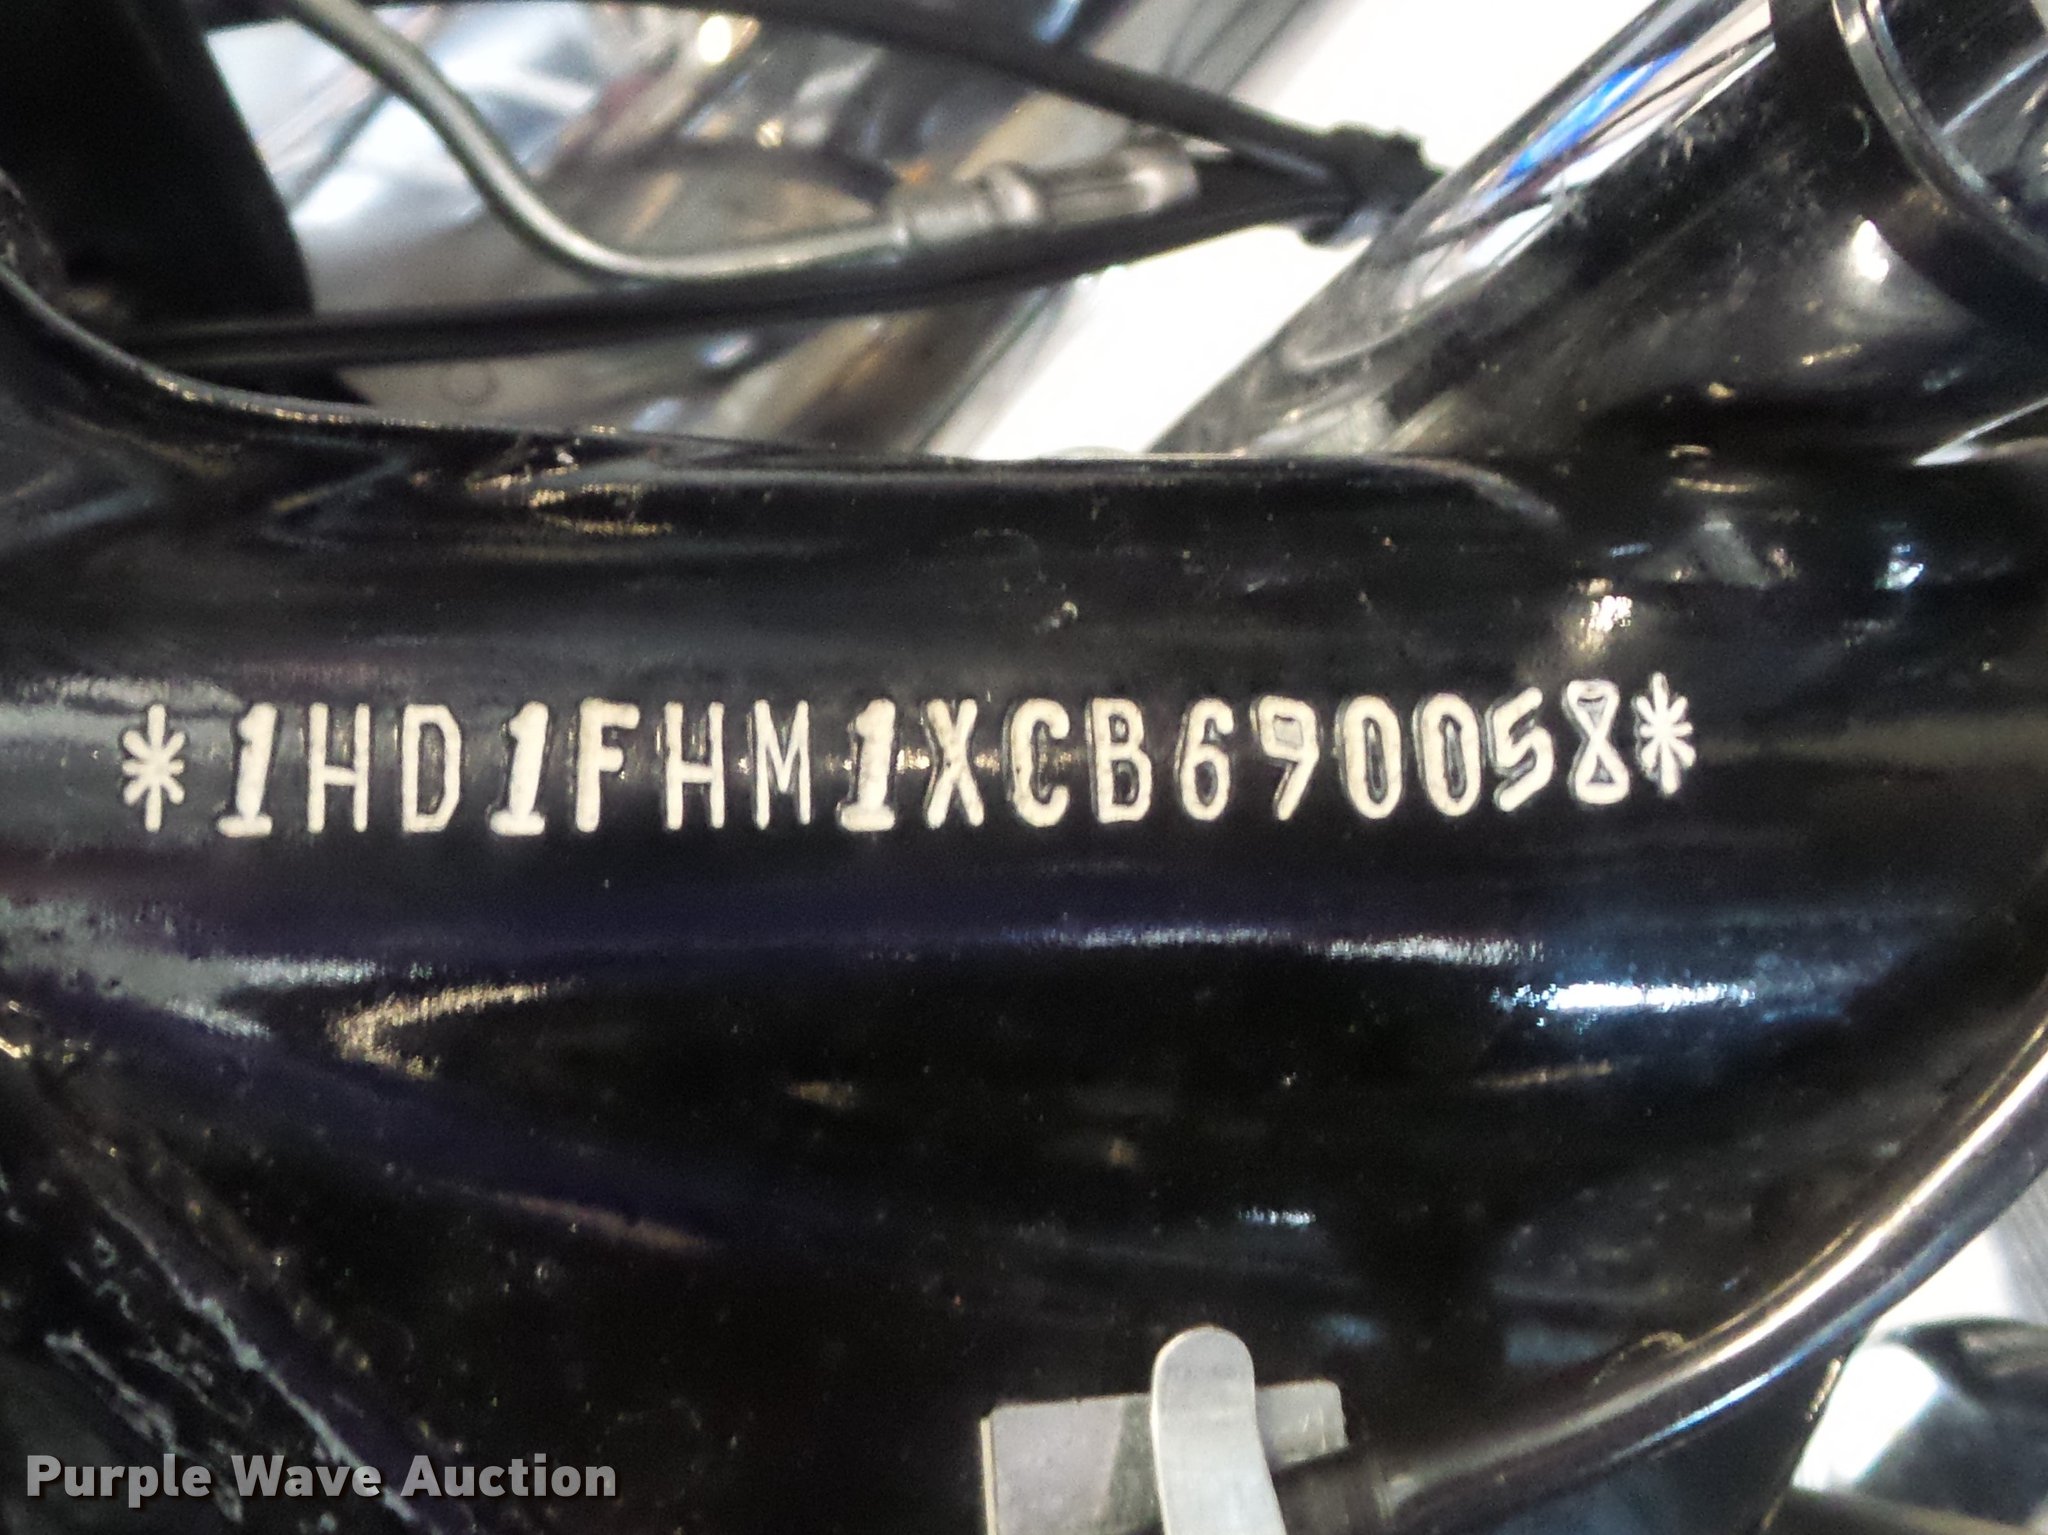 *1HD1FHM1XCB690058*
Purple Wave Auction